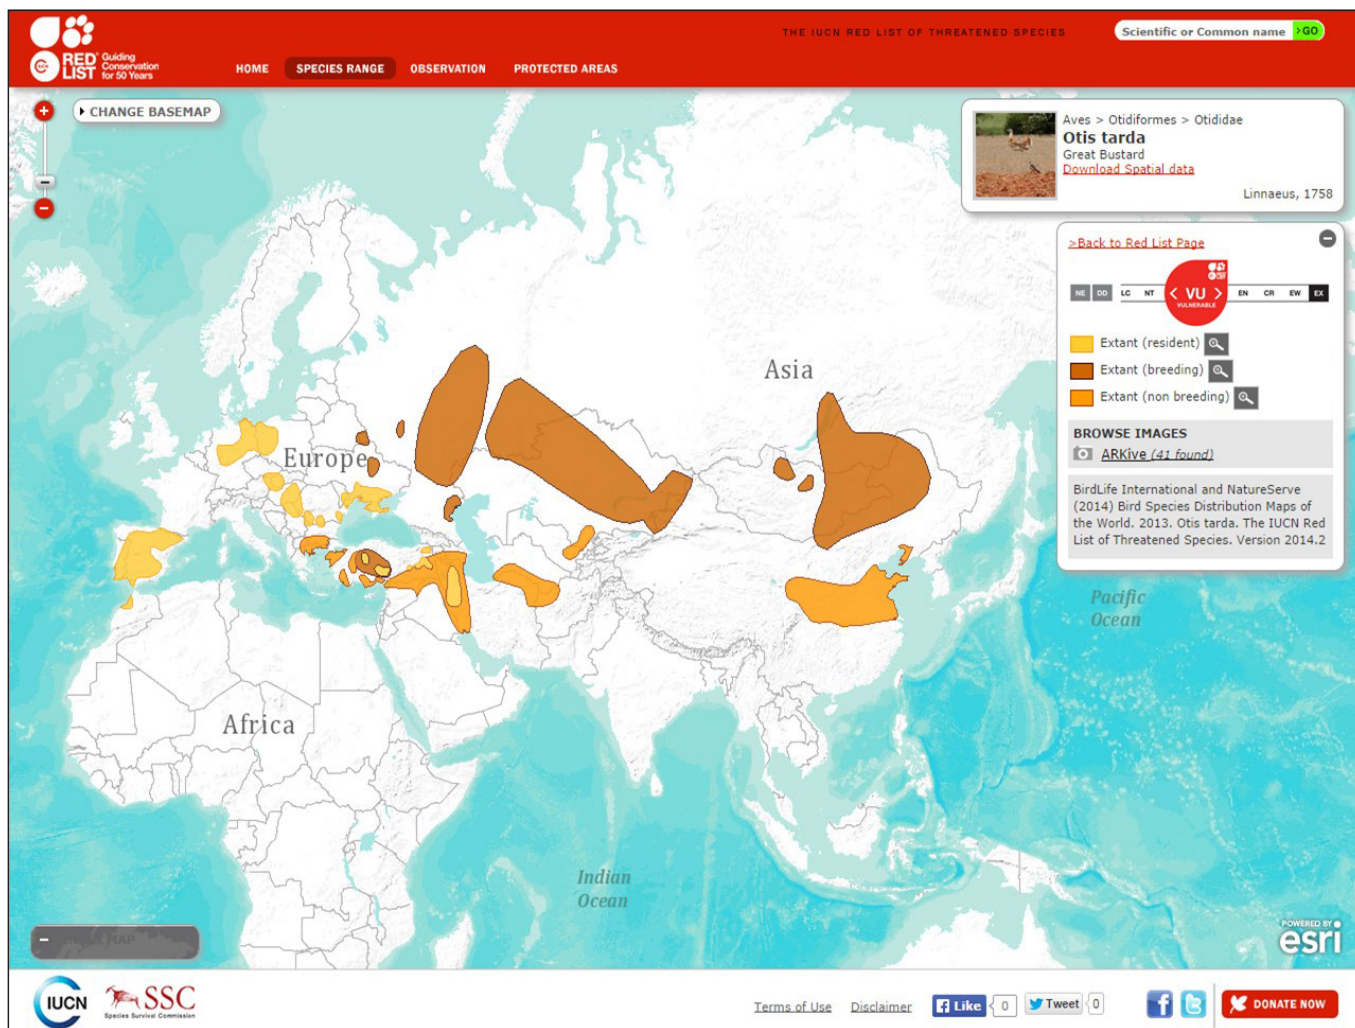 THE IUCN RED LIST OF THREATENED SPECIES
Scientific or Common name
>GO
IUCN
RED
LIST
Guiding
Conservation
for 50 Years
HOME
SPECIES RANGE
OBSERVATION
PROTECTED AREAS
CHANGE BASEMAP
Aves > Otidiformes > Otididae
Otis tarda
Great Bustard
Download Spatial data
Linnaeus, 1758
>Back to Red List Page
NE DD LC NT < VU > EN CR EW EX
VULNERABLE
Extant (resident)
Extant (breeding)
Extant (non breeding)
BROWSE IMAGES
ARKive (41 found)
BirdLife International and NatureServe
(2014) Bird Species Distribution Maps of
the World. 2013. Otis tarda. The IUCN Red
List of Threatened Species. Version 2014.2
Asia
Europe
Africa
Pacific
Ocean
Indian
Ocean
MAP
POWERED BY
esri
IUCN
SSC
Species Survival Commission
Terms of Use
Disclaimer
Like
0
Tweet
0
DONATE NOW